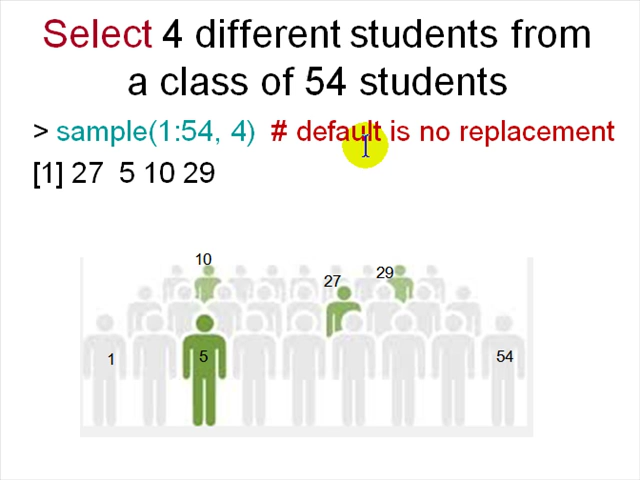 Select 4 different students from
a class of 54 students
> sample(1:54, 4) # default is no replacement
[1] 27 5 10 29
10
27
29
1
5
54